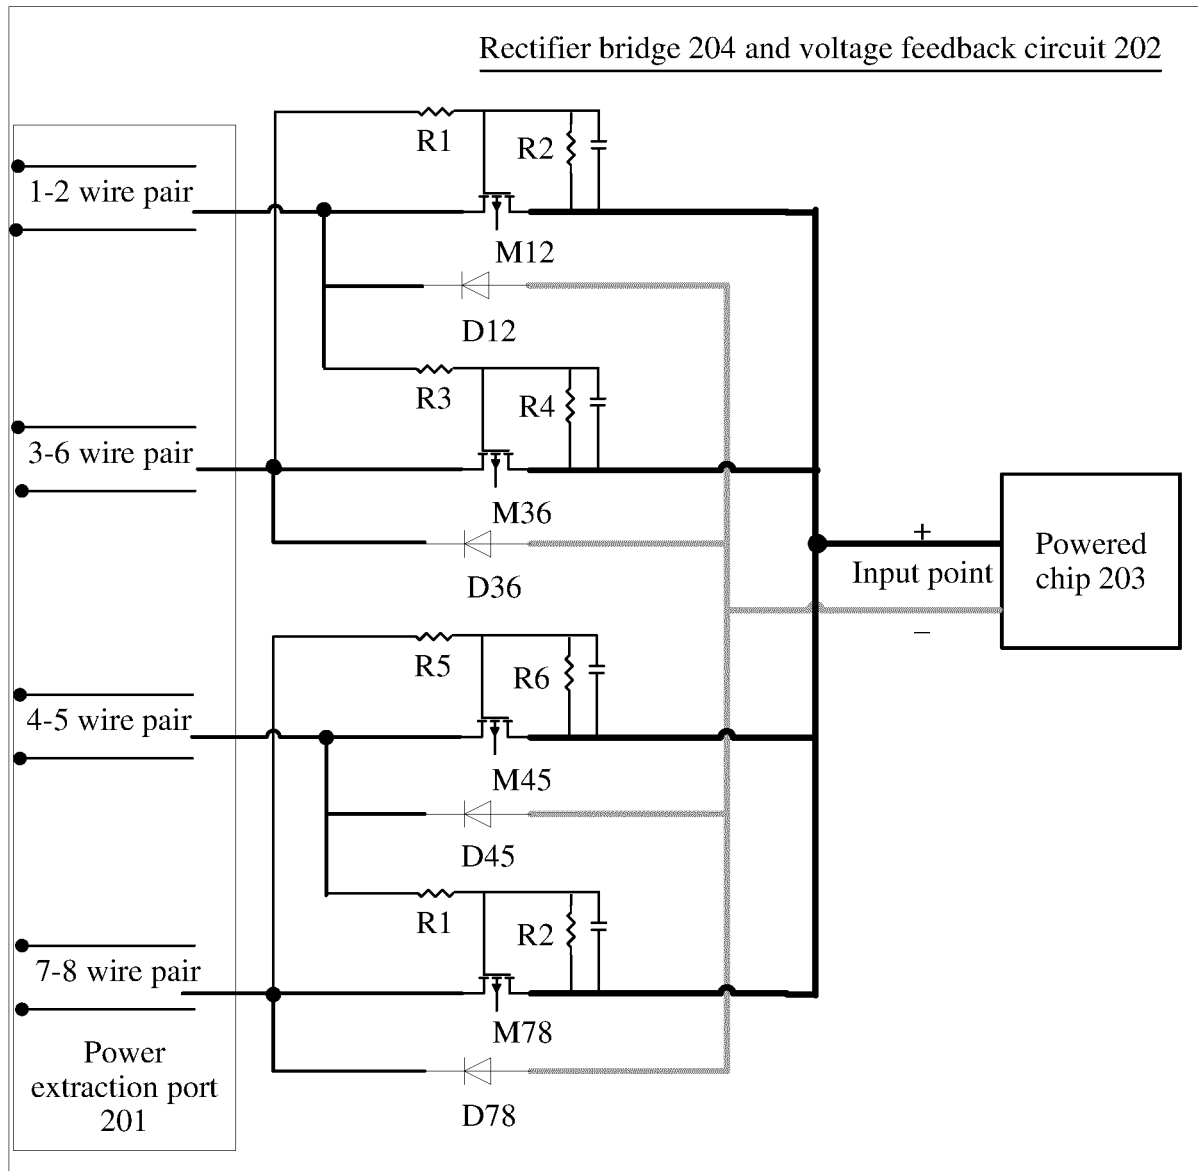 Rectifier bridge 204 and voltage feedback circuit 202
R1
R2
1-2 wire pair
M12
D12
R3
R4
3-6 wire pair
M36
D36
+
Input point
−
Powered
chip 203
R5
R6
4-5 wire pair
M45
D45
R1
R2
7-8 wire pair
M78
D78
Power
extraction port
201